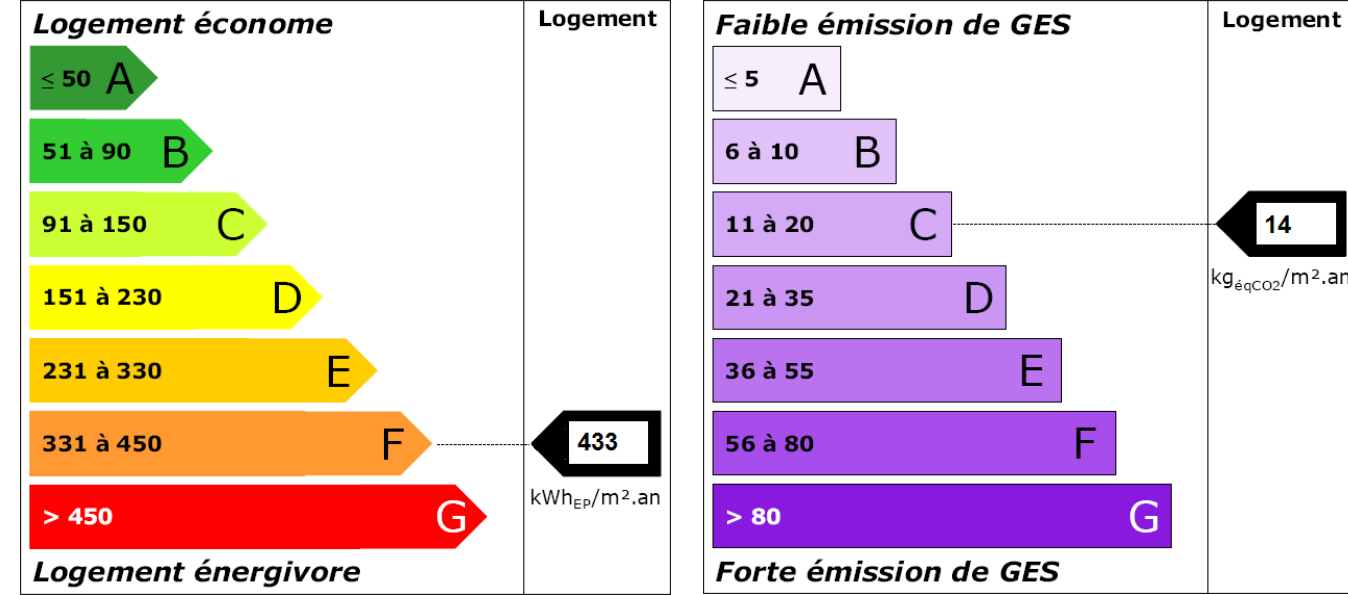 Logement économe
Logement
≤ 50 A
51 à 90 B
91 à 150 C
151 à 230 D
231 à 330 E
331 à 450 F
433
kWhEP/m².an
> 450 G
Logement énergivore
Faible émission de GES
Logement
≤ 5 A
6 à 10 B
11 à 20 C
14
kgéqCO2/m².an
21 à 35 D
36 à 55 E
56 à 80 F
> 80 G
Forte émission de GES